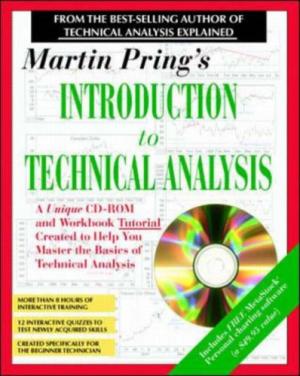 FROM THE BEST-SELLING AUTHOR OF
TECHNICAL ANALYSIS EXPLAINED
Martin Pring's
INTRODUCTION
to
TECHNICAL ANALYSIS
A Unique CD-ROM
and Workbook Tutorial
Created to Help You
Master the Basics of
Technical Analysis
MORE THAN 8 HOURS OF
INTERACTIVE TRAINING
12 INTERACTIVE QUIZZES TO
TEST NEWLY ACQUIRED SKILLS
CREATED SPECIFICALLY FOR
THE BEGINNER TECHNICIAN
Includes FREE MetaStock
Personal charting software
(a $49.95 value)